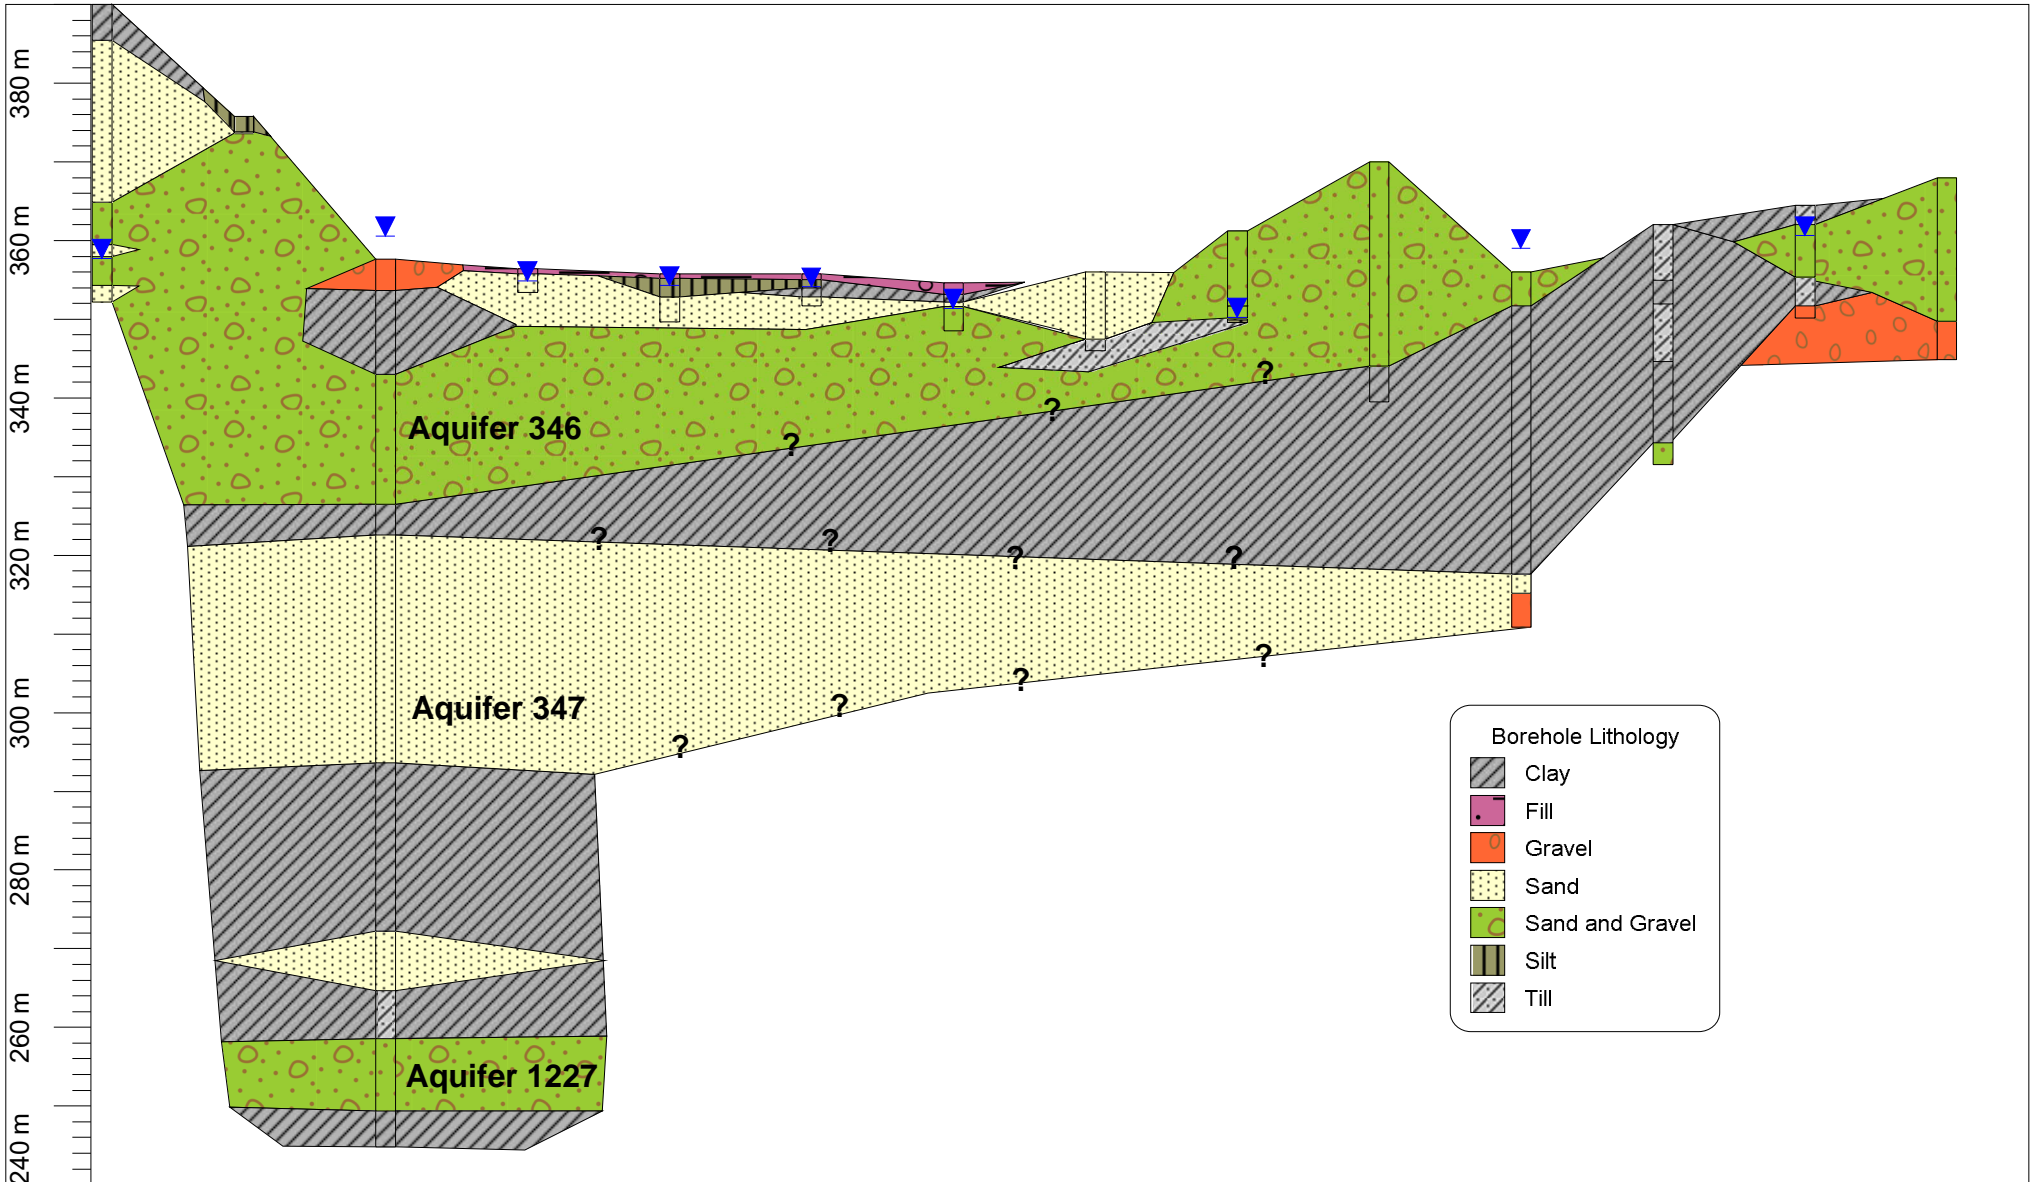 380 m
360 m
340 m
320 m
300 m
280 m
260 m
240 m
?
?
Aquifer 346
?
?
?
?
?
?
?
?
Aquifer 347
?
?
Aquifer 1227
Borehole Lithology
Clay
Fill
Gravel
Sand
Sand and Gravel
Silt
Till